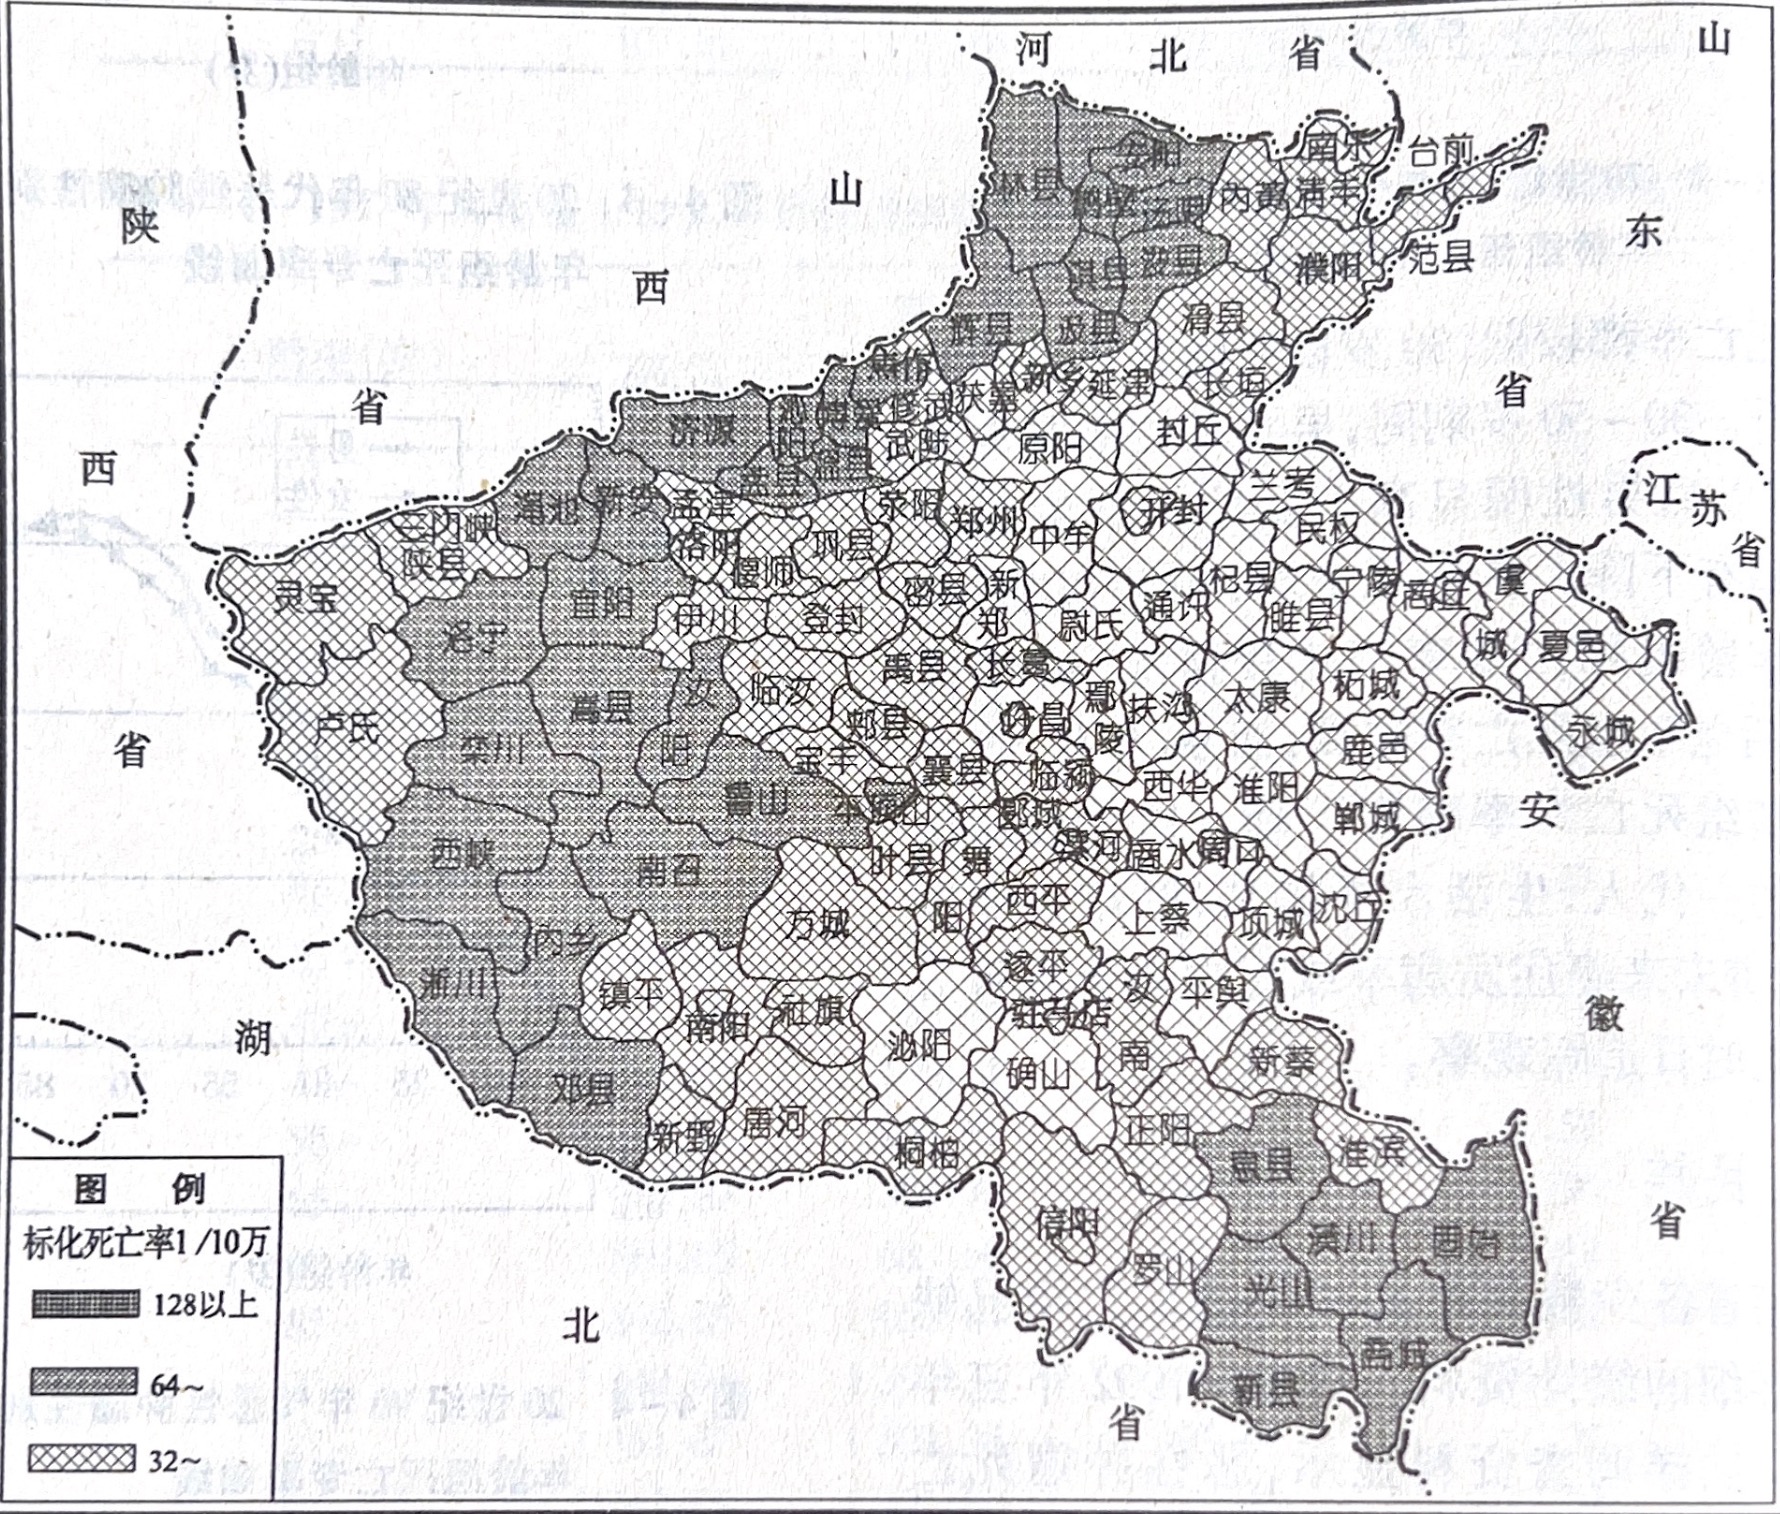 河 北 省
山
陕
西
省
山
西
省
东
省
江
苏
省
安
徽
省
湖
北
省
安阳
林县
鹤壁
汤阴
内黄
清丰
南乐
台前
范县
濮阳
淇县
浚县
滑县
辉县
汲县
焦作
修武
获嘉
新乡
延津
长垣
济源
沁阳
博爱
温县
孟县
武陟
原阳
封丘
兰考
渑池
新安
孟津
洛阳
偃师
巩县
荥阳
郑州
中牟
开封
民权
三门峡
陕县
灵宝
卢氏
洛宁
宜阳
伊川
登封
密县
新郑
尉氏
通许
杞县
睢县
宁陵
商丘
虞城
夏邑
永城
嵩县
汝阳
临汝
禹县
长葛
鄢陵
扶沟
太康
柘城
鹿邑
栾川
鲁山
宝丰
郏县
襄县
许昌
临颍
西华
淮阳
郸城
平顶山
郾城
漯河
商水
周口
西峡
南召
叶县
舞阳
西平
上蔡
项城
沈丘
方城
遂平
内乡
淅川
镇平
南阳
社旗
泌阳
驻马店
汝南
平舆
新蔡
邓县
新野
唐河
桐柏
确山
正阳
息县
淮滨
信阳
罗山
潢川
固始
光山
新县
商城
图 例
标化死亡率1/10万
128以上
64~
32~